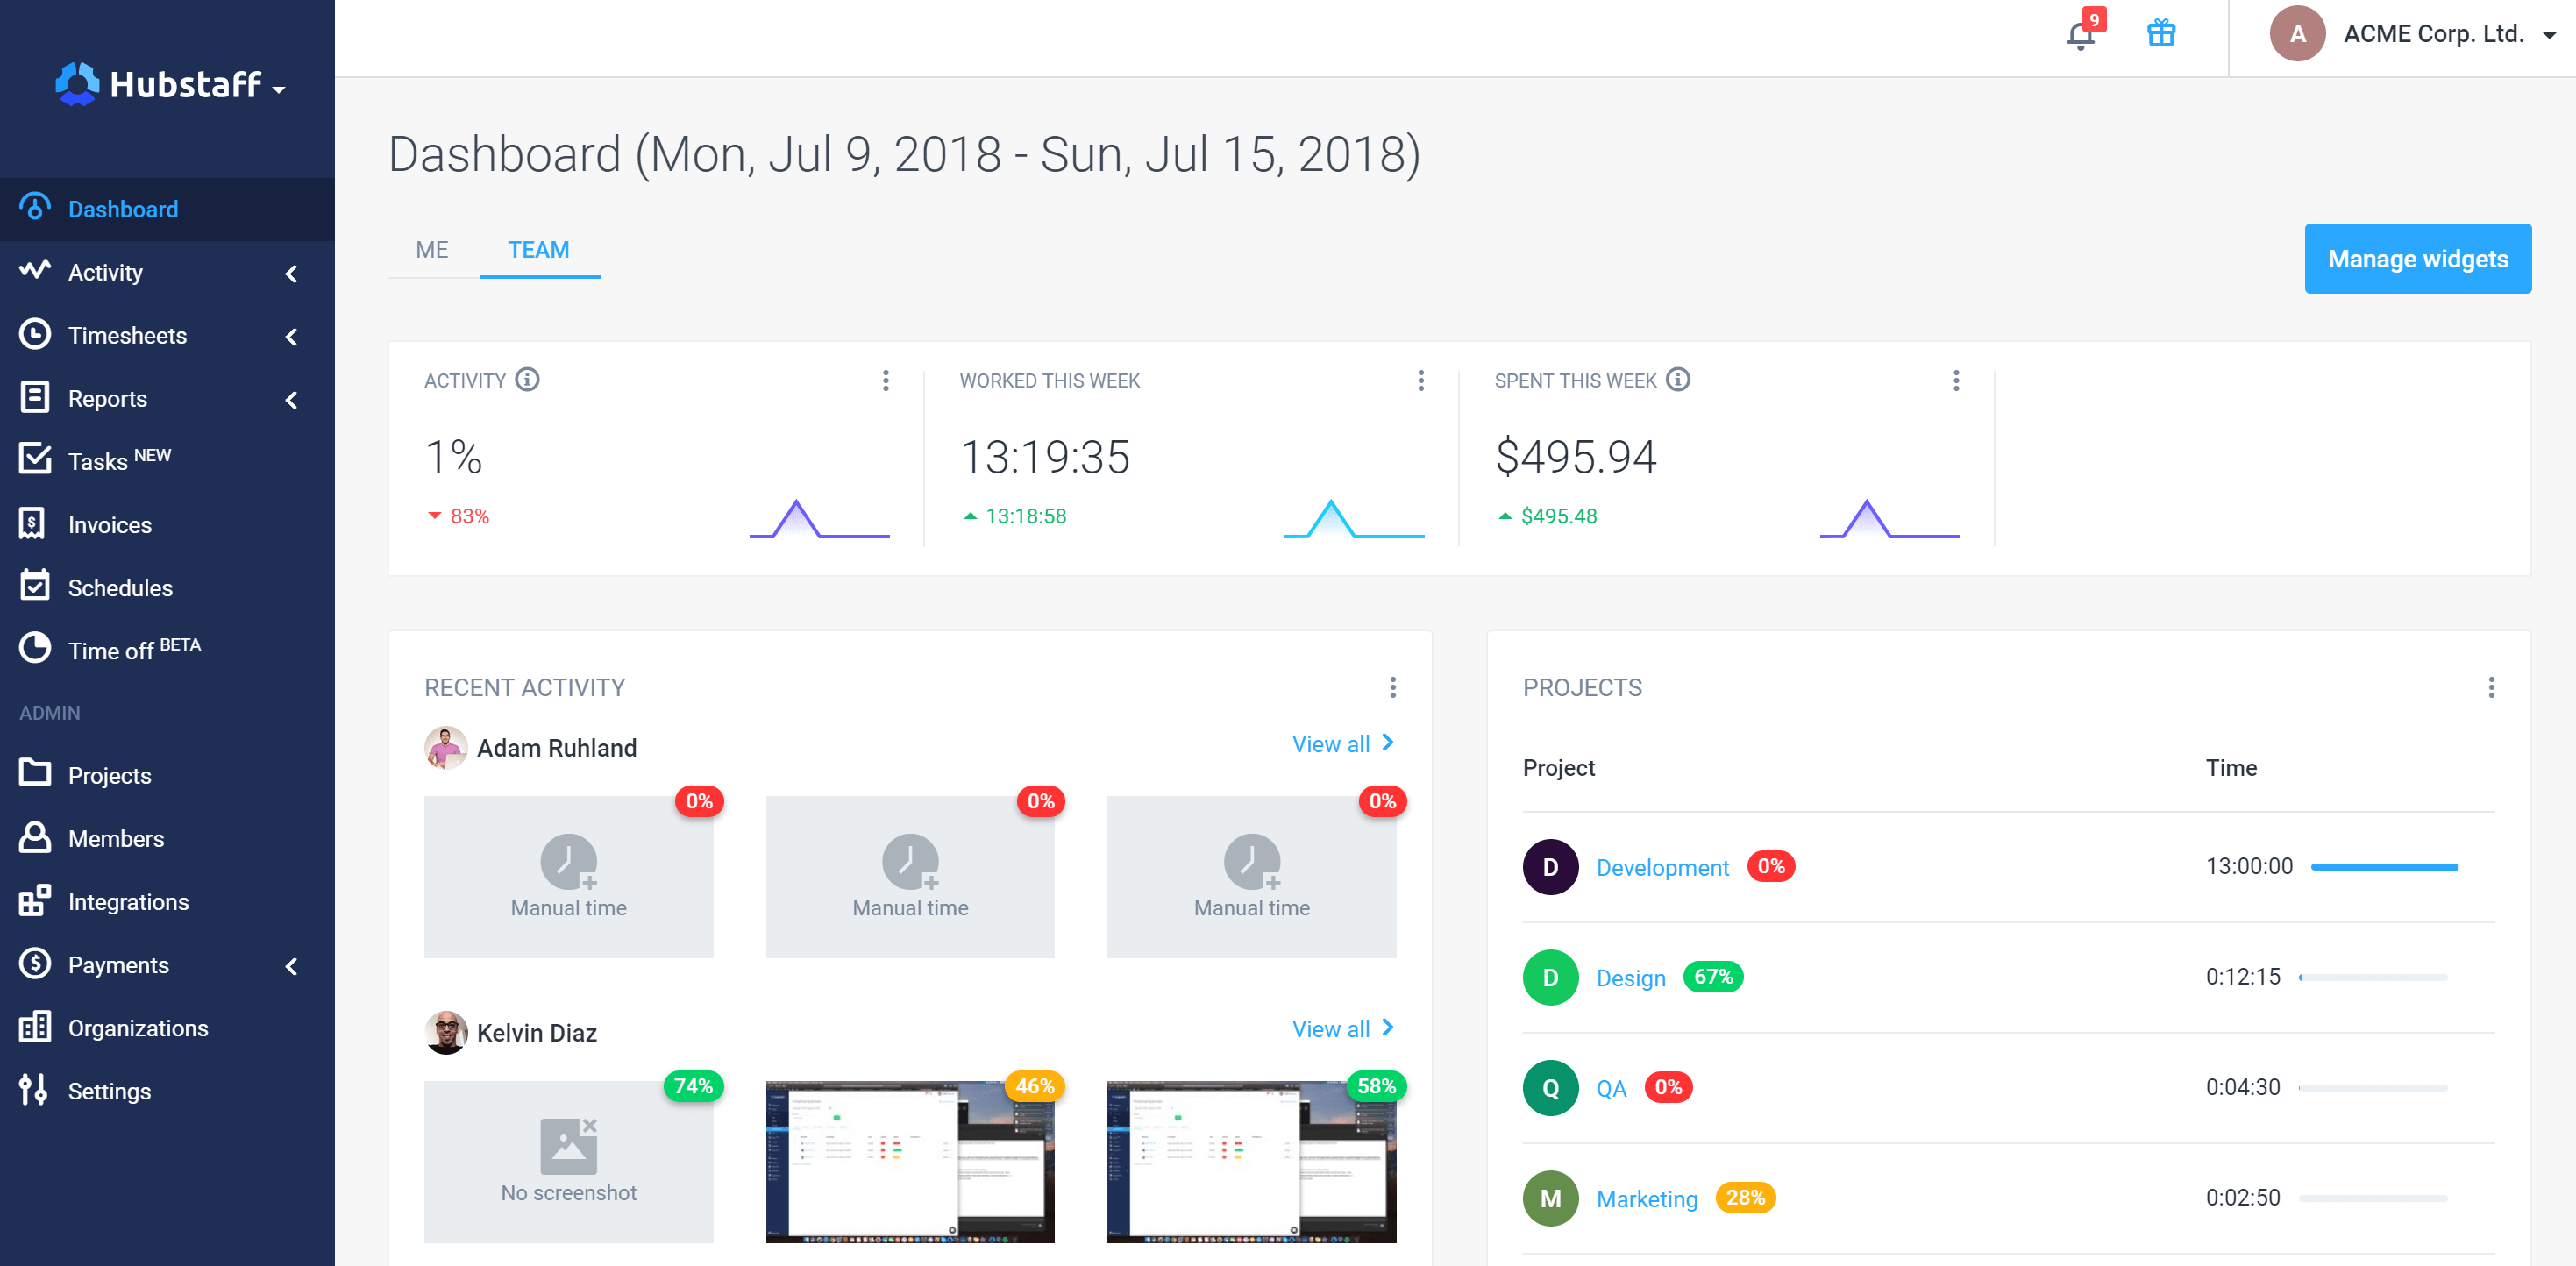 Hubstaff
9
A
ACME Corp. Ltd.
Dashboard
Activity
Timesheets
Reports
Tasks NEW
Invoices
Schedules
Time off BETA
ADMIN
Projects
Members
Integrations
Payments
Organizations
Settings
Dashboard (Mon, Jul 9, 2018 - Sun, Jul 15, 2018)
ME TEAM
Manage widgets
ACTIVITY
1%
83%
WORKED THIS WEEK
13:19:35
13:18:58
SPENT THIS WEEK
$495.94
$495.48
RECENT ACTIVITY
Adam Ruhland
View all
0% 0% 0%
Manual time Manual time Manual time
Kelvin Diaz
View all
74% 46% 58%
No screenshot
PROJECTS
Project Time
D Development 0% 13:00:00
D Design 67% 0:12:15
Q QA 0% 0:04:30
M Marketing 28% 0:02:50